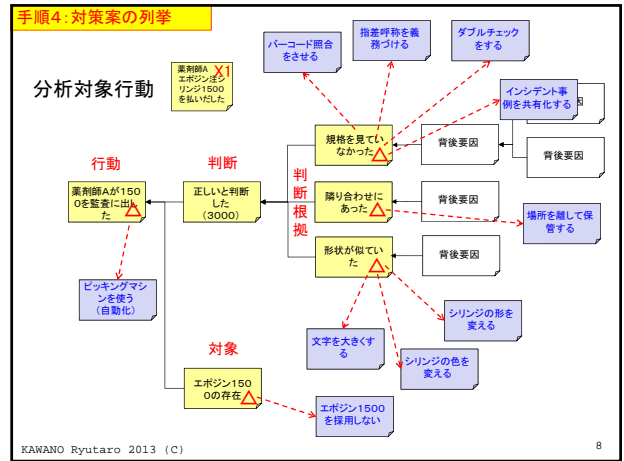 手順4:対策案の列挙
分析対象行動
薬剤師A
エポジン注シ
リンジ1500
を払いだした
X1
バーコード照合
をさせる
指差呼称を義
務づける
ダブルチェック
をする
インシデント事
例を共有化する
因
規格を見てい
なかった
背後要因
背後要因
行動
判断
判断根拠
薬剤師Aが150
0を監査に出し
た
正しいと判断
した
(3000)
隣り合わせに
あった
背後要因
場所を離して保
管する
形状が似てい
た
背後要因
ピッキングマシ
ンを使う
(自動化)
シリンジの形を
変える
文字を大きくす
る
シリンジの色を
変える
対象
エポジン150
0の存在
エポジン1500
を採用しない
KAWANO Ryutaro 2013 (C)
8